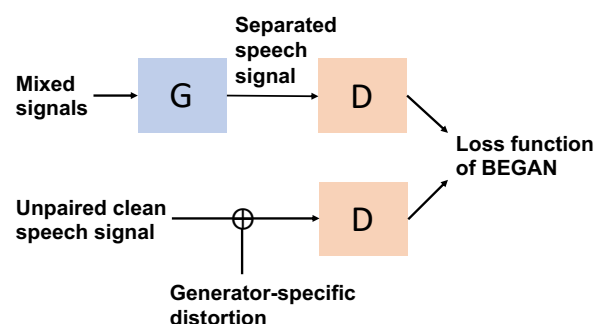 Separated
speech
signal
Mixed
signals
G
D
Loss function
of BEGAN
Unpaired clean
speech signal
D
Generator-specific
distortion